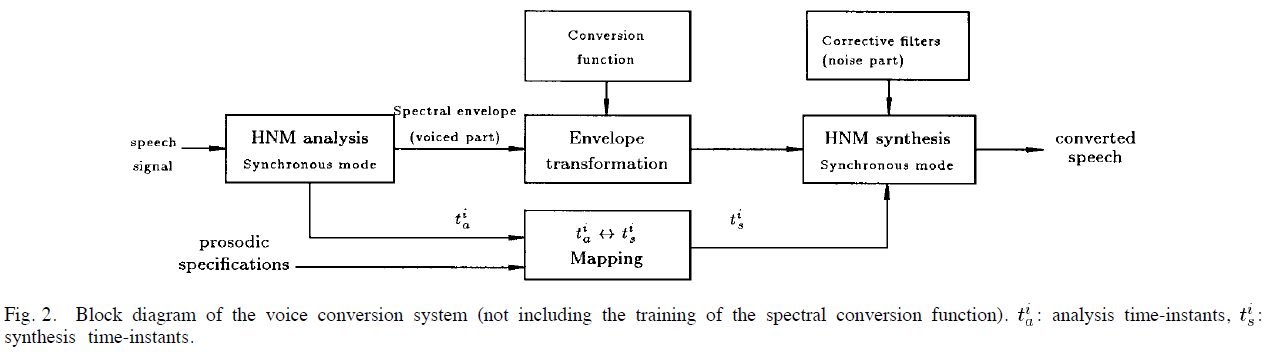 Conversion
function
Corrective filters
(noise part)
speech
signal
HNM analysis
Synchronous mode
Spectral envelope
(voiced part)
Envelope
transformation
HNM synthesis
Synchronous mode
converted
speech
t_a^i
prosodic
specifications
t_a^i ↔ t_s^i
Mapping
t_s^i
Fig. 2. Block diagram of the voice conversion system (not including the training of the spectral conversion function). t_a^i: analysis time-instants, t_s^i:
synthesis time-instants.